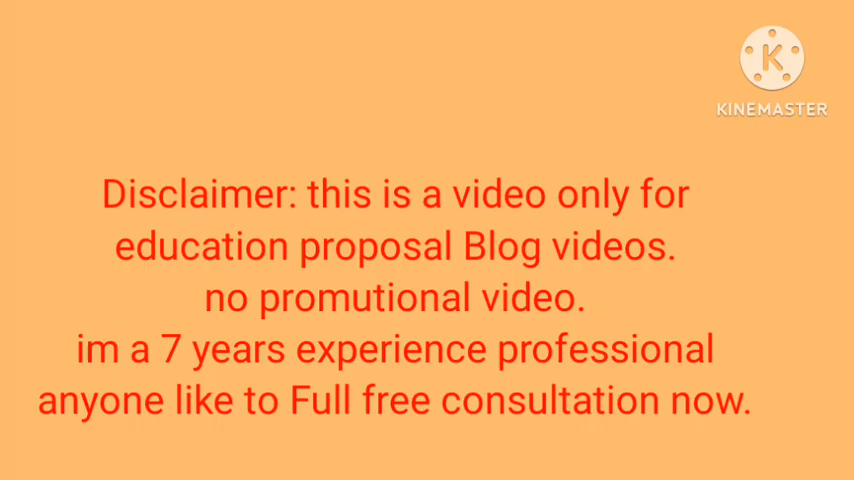 KINEMASTER
Disclaimer: this is a video only for
education proposal Blog videos.
no promutional video.
im a 7 years experience professional
anyone like to Full free consultation now.